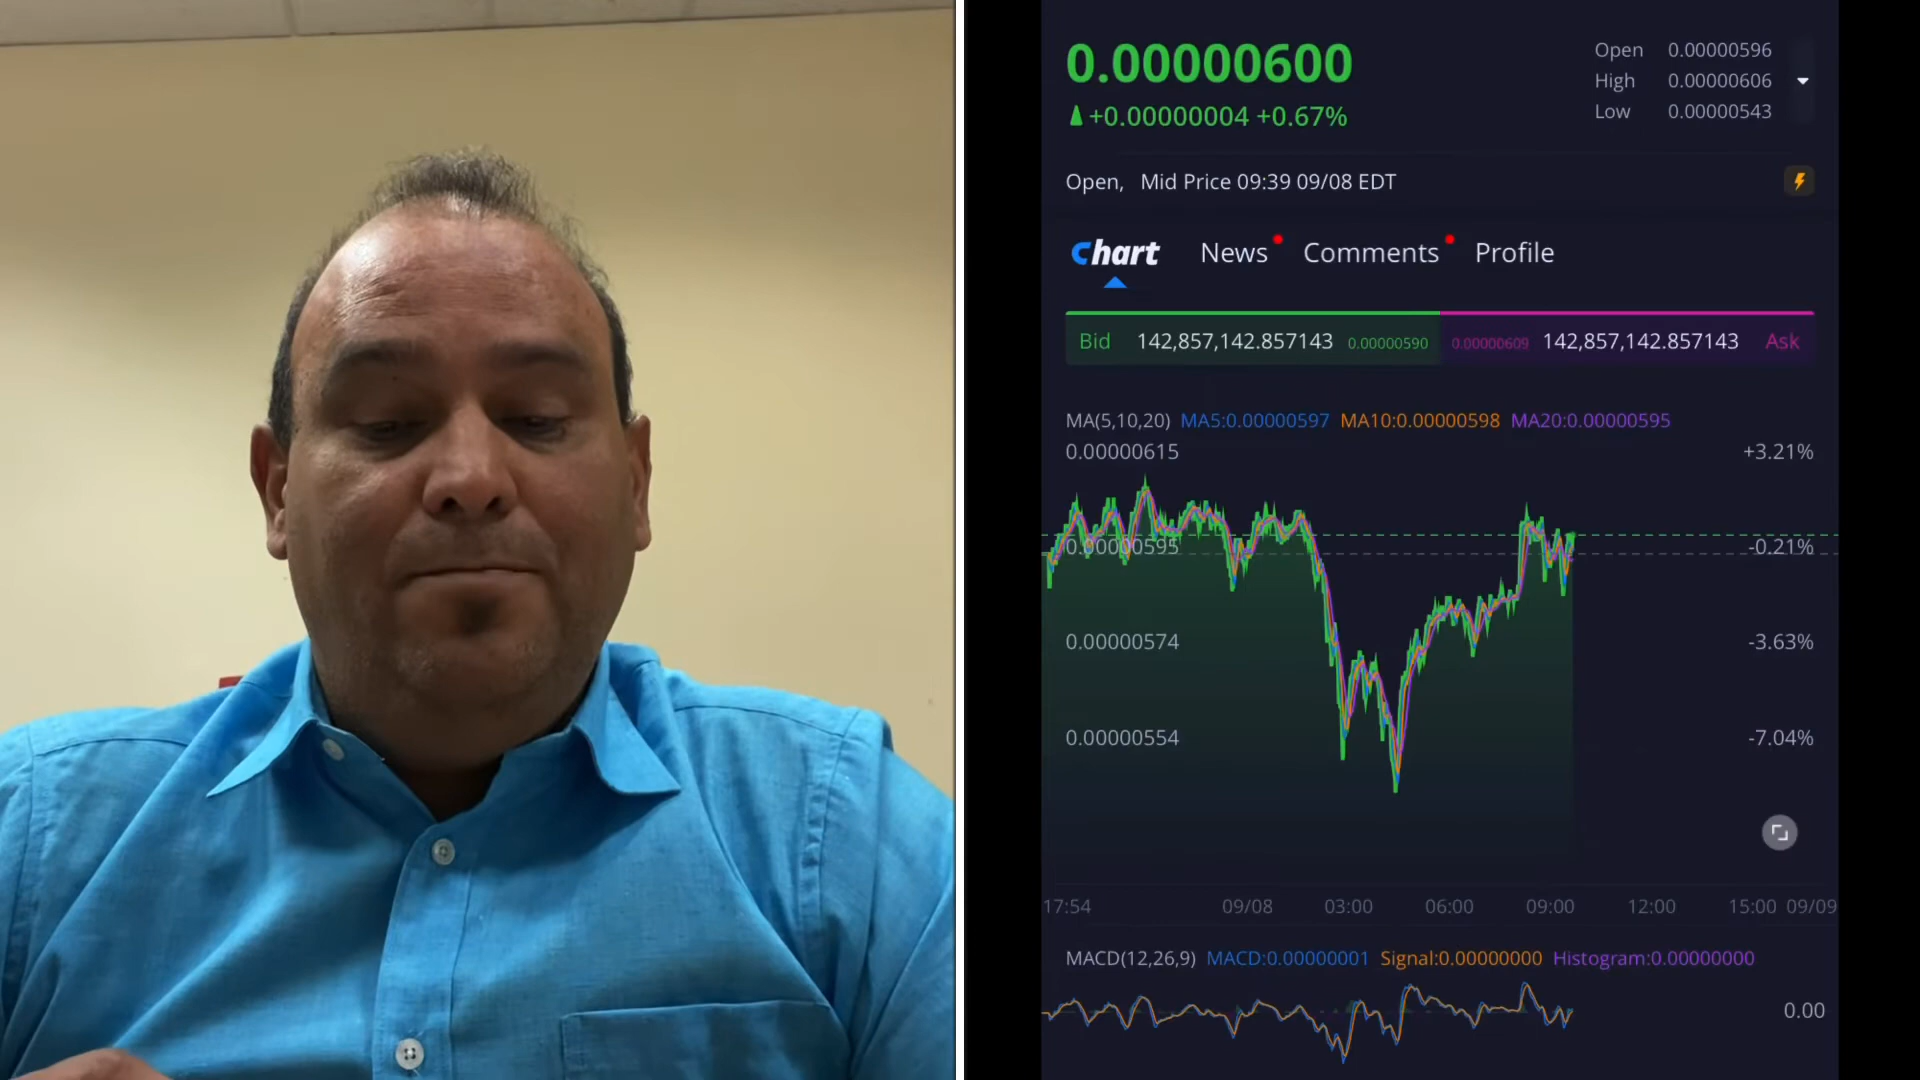 0.00000600
+0.00000004 +0.67%
Open 0.00000596
High 0.00000606
Low 0.00000543
Open, Mid Price 09:39 09/08 EDT
Chart News Comments Profile
Bid 142,857,142.857143 0.00000590 0.00000609 142,857,142.857143 Ask
MA(5,10,20) MA5:0.00000597 MA10:0.00000598 MA20:0.00000595
0.00000615 +3.21%
0.00000595 -0.21%
0.00000574 -3.63%
0.00000554 -7.04%
17:54 09/08 03:00 06:00 09:00 12:00 15:00 09/09
MACD(12,26,9) MACD:0.00000001 Signal:0.00000000 Histogram:0.00000000
0.00